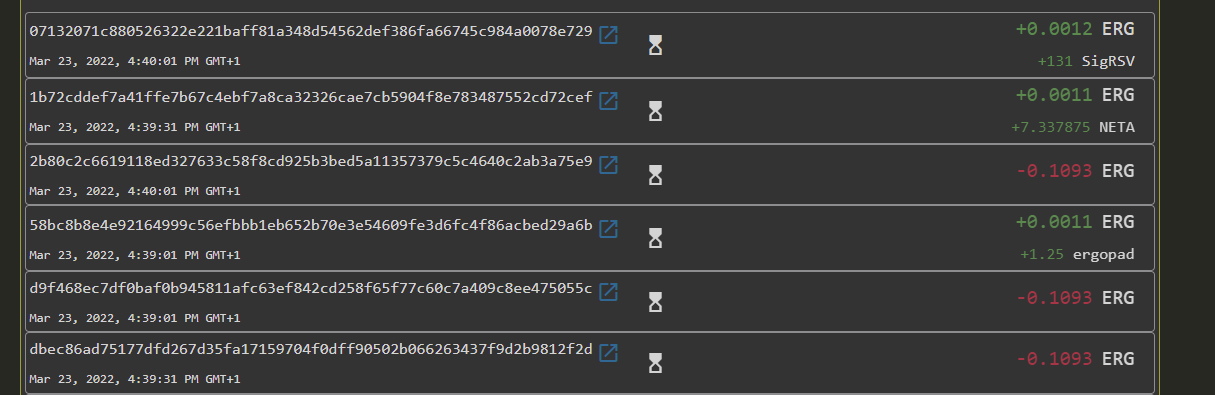 07132071c880526322e221baff81a348d54562def386fa66745c984a0078e729 +0.0012 ERG
Mar 23, 2022, 4:40:01 PM GMT+1 +131 SigRSV
1b72cddef7a41ffe7b67c4ebf7a8ca32326cae7cb5904f8e783487552cd72cef +0.0011 ERG
Mar 23, 2022, 4:39:31 PM GMT+1 +7.337875 NETA
2b80c2c6619118ed327633c58f8cd925b3bed5a11357379c5c4640c2ab3a75e9 -0.1093 ERG
Mar 23, 2022, 4:40:01 PM GMT+1
58bc8b8e4e92164999c56efbbb1eb652b70e3e54609fe3d6fc4f86acbed29a6b +0.0011 ERG
Mar 23, 2022, 4:39:01 PM GMT+1 +1.25 ergopad
d9f468ec7df0baf0b945811afc63ef842cd258f65f77c60c7a409c8ee475055c -0.1093 ERG
Mar 23, 2022, 4:39:01 PM GMT+1
dbec86ad75177dfd267d35fa17159704f0dff90502b066263437f9d2b9812f2d -0.1093 ERG
Mar 23, 2022, 4:39:31 PM GMT+1